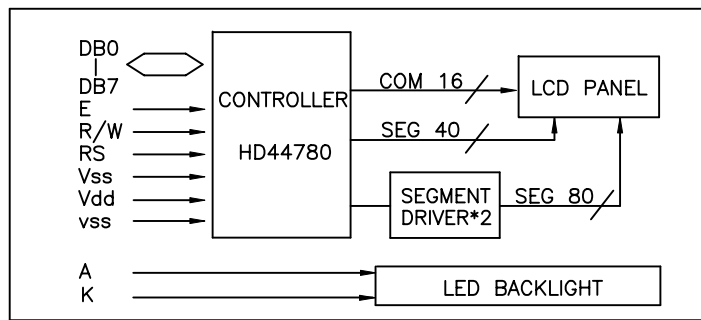 DB0
DB7
E
R/W
RS
Vss
Vdd
vss
CONTROLLER
HD44780
COM 16
SEG 40
LCD PANEL
SEGMENT
DRIVER*2
SEG 80
A
K
LED BACKLIGHT